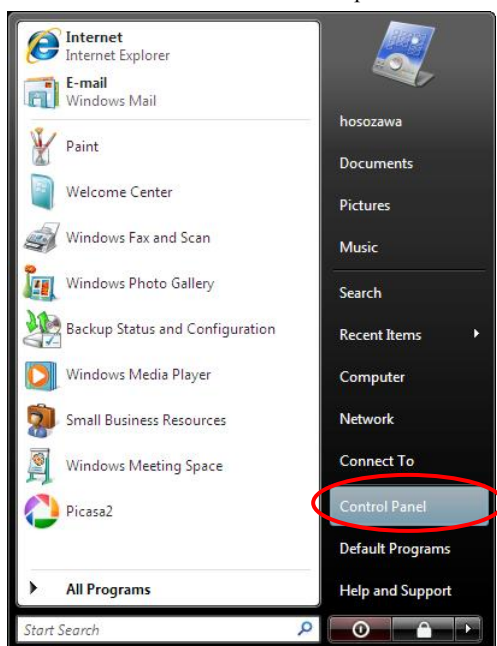 Internet
Internet Explorer
E-mail
Windows Mail
Paint
Welcome Center
Windows Fax and Scan
Windows Photo Gallery
Backup Status and Configuration
Windows Media Player
Small Business Resources
Windows Meeting Space
Picasa2
All Programs
Start Search
hosozawa
Documents
Pictures
Music
Search
Recent Items
Computer
Network
Connect To
Control Panel
Default Programs
Help and Support